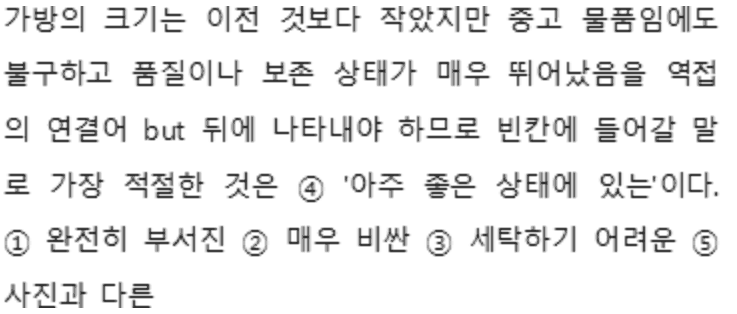 가방의 크기는 이전 것보다 작았지만 중고 물품임에도
불구하고 품질이나 보존 상태가 매우 뛰어났음을 역접
의 연결어 but 뒤에 나타내야 하므로 빈칸에 들어갈 말
로 가장 적절한 것은 ④ '아주 좋은 상태에 있는'이다.
① 완전히 부서진 ② 매우 비싼 ③ 세탁하기 어려운 ⑤
사진과 다른